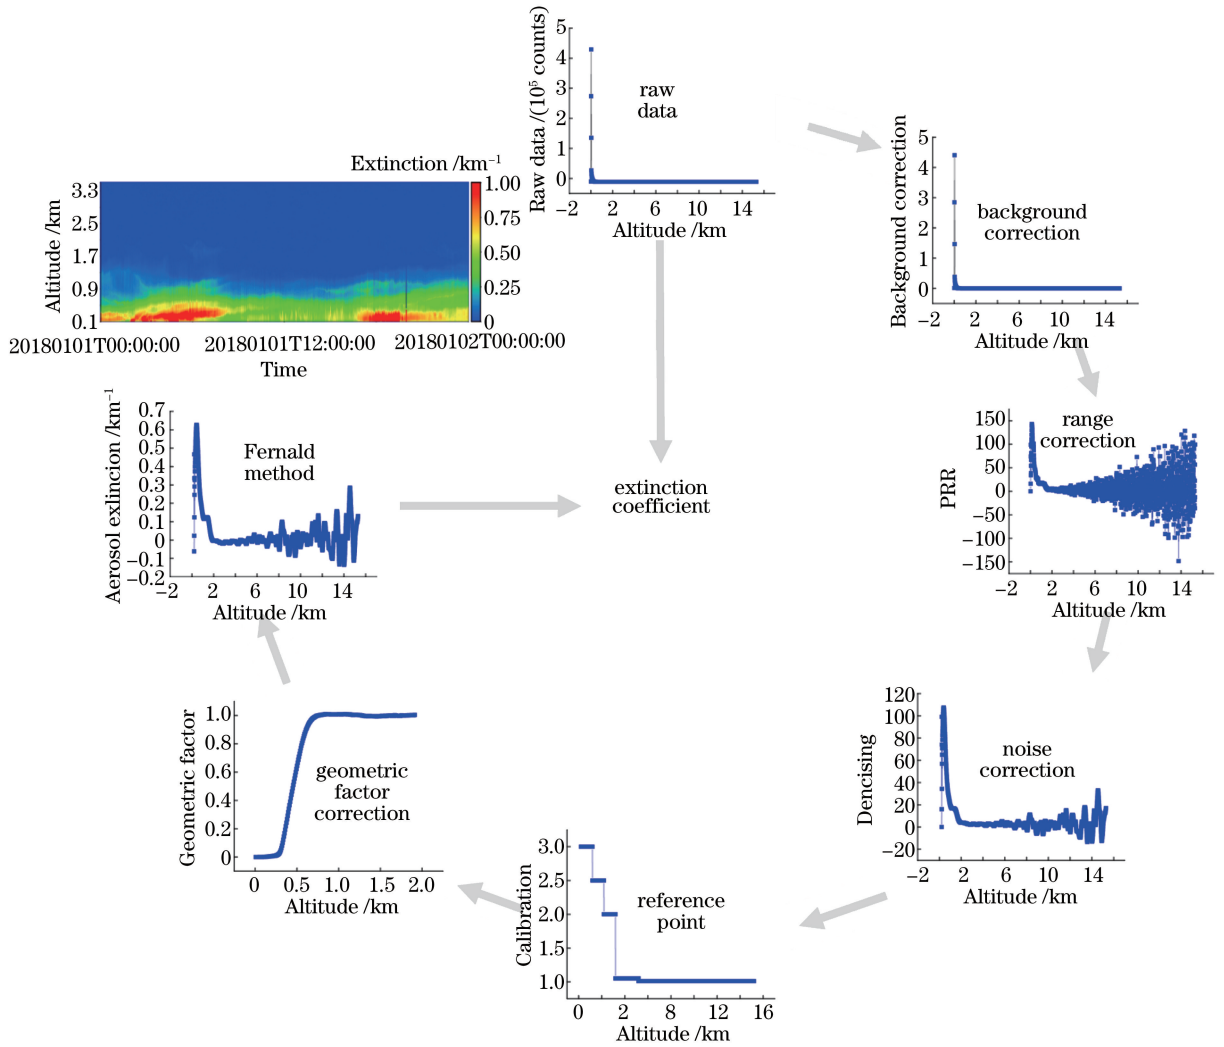 Raw data /(10⁵ counts)
5
4
3
2
1
0
raw
data
−2 2 6 10 14
Altitude /km
Background correction
5
4
3
2
1
0
background
correction
−2 2 6 10 14
Altitude /km
PRR
150
100
50
0
−50
−100
−150
range
correction
−2 2 6 10 14
Altitude /km
Dencising
120
100
80
60
40
20
0
−20
noise
correction
−2 2 6 10 14
Altitude /km
Calibration
3.0
2.5
2.0
1.5
1.0
reference
point
0 2 8 12 16
Altitude /km
Geometric factor
1.0
0.8
0.6
0.4
0.2
0
geometric
factor
correction
0 0.5 1.0 1.5 2.0
Altitude /km
Aerosol exlincion /km⁻¹
0.7
0.6
0.5
0.4
0.3
0.2
0.1
0
−0.1
−0.2
Fernald
method
−2 2 6 10 14
Altitude /km
extinction
coefficient
Extinction /km⁻¹
1.00
0.75
0.50
0.25
0
Altitude /km
3.3
2.5
1.7
0.9
0.1
20180101T00:00:00 20180101T12:00:00 20180102T00:00:00
Time